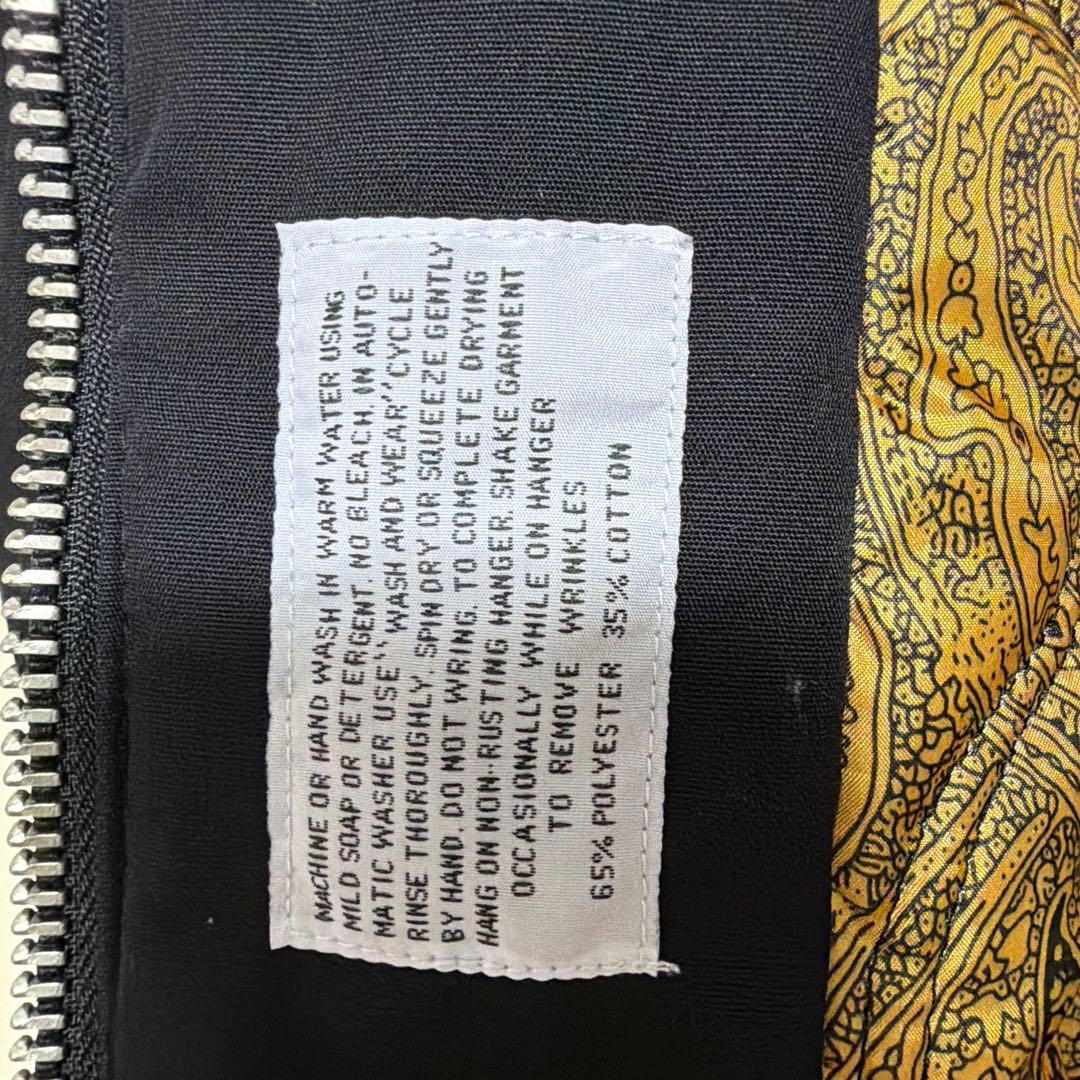 MACHINE OR HAND WASH IN WARM WATER USING
MILD SOAP OR DETERGENT. NO BLEACH. IN AUTO-
MATIC WASHER USE "WASH AND WEAR" CYCLE
RINSE THOROUGHLY. SPIN DRY OR SQUEEZE GENTLY
BY HAND. DO NOT WRING. TO COMPLETE DRYING
HANG ON NON-RUSTING HANGER. SHAKE GARMENT
OCCASIONALLY WHILE ON HANGER
TO REMOVE WRINKLES
65% POLYESTER 35% COTTON